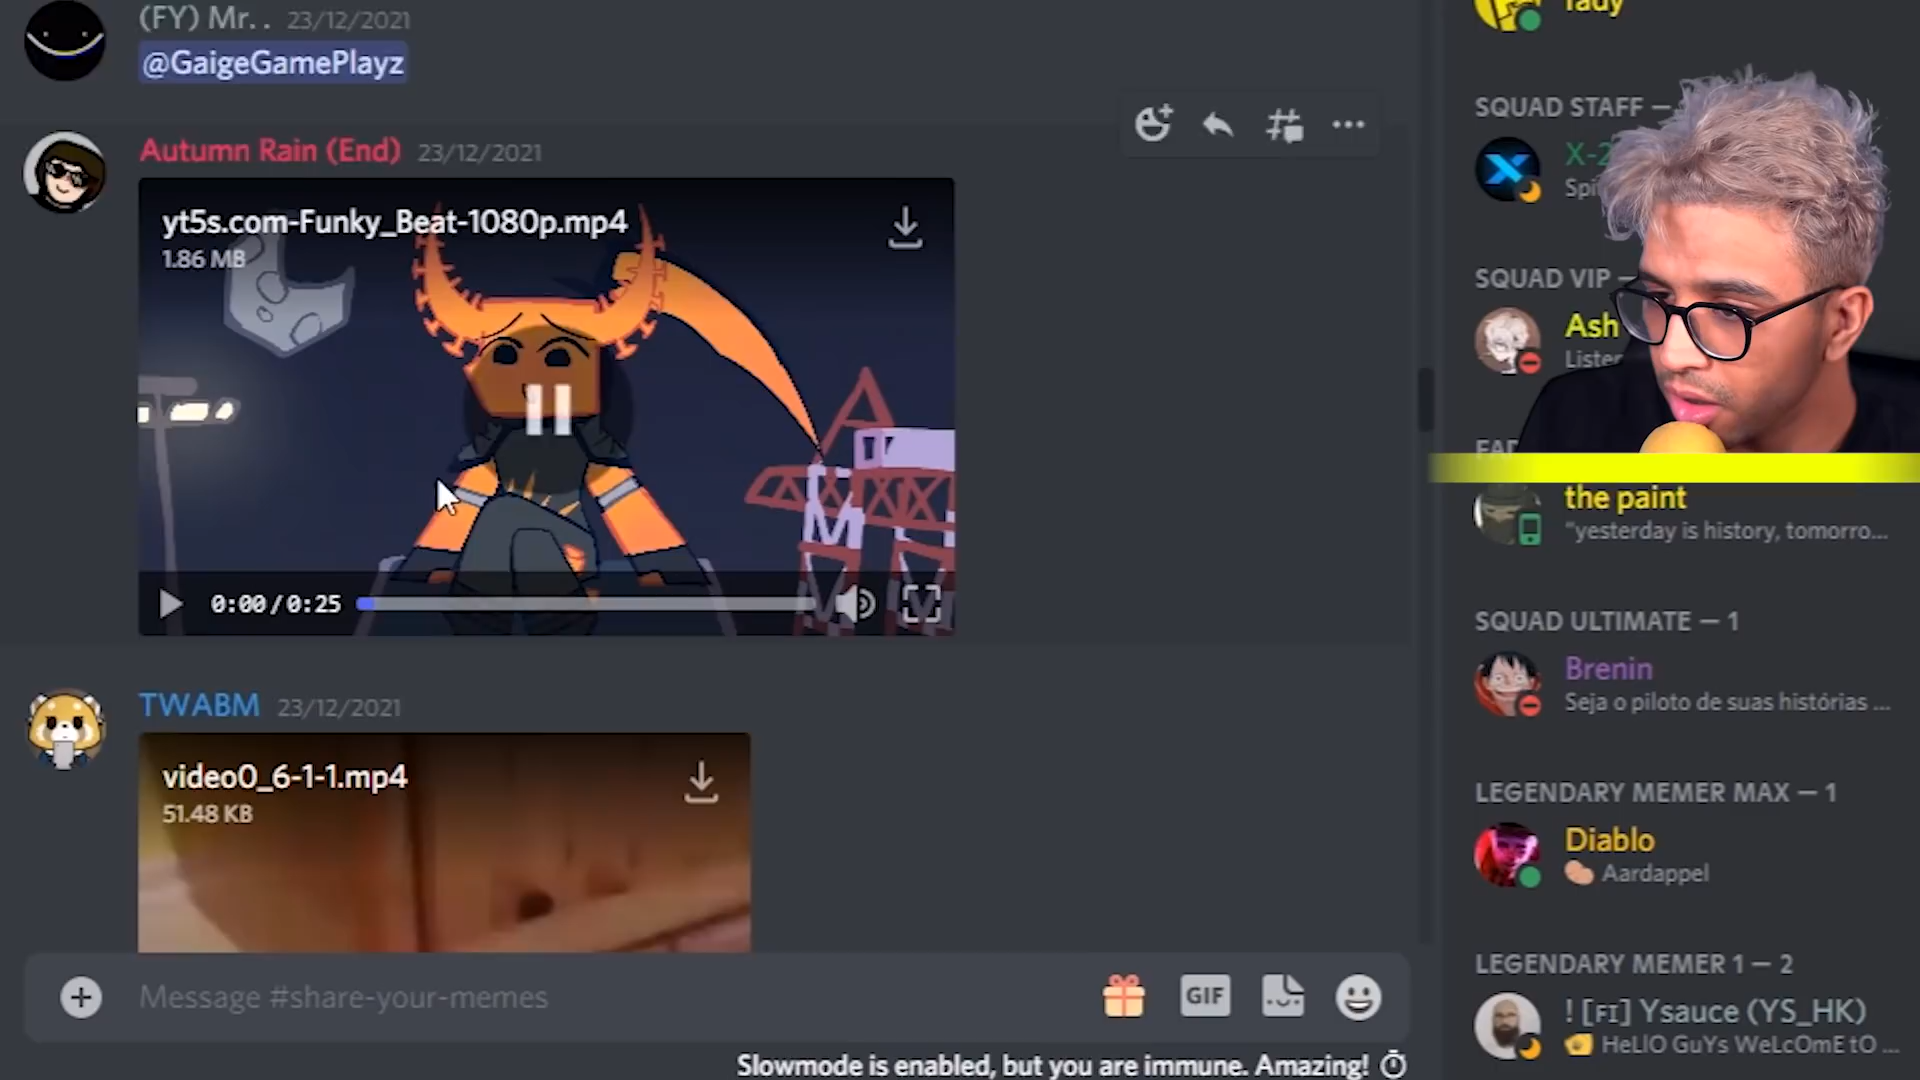 (FY) Mr. . 23/12/2021
@GaigeGamePlayz
Autumn Rain (End) 23/12/2021
yt5s.com-Funky_Beat-1080p.mp4
1.86 MB
0:00/0:25
TWABM 23/12/2021
video0_6-1-1.mp4
51.48 KB
Message #share-your-memes
GIF
Slowmode is enabled, but you are immune. Amazing!
fady
SQUAD STAFF —
X-2
SQUAD VIP —
Ash
the paint
"yesterday is history, tomorro...
SQUAD ULTIMATE — 1
Brenin
Seja o piloto de suas histórias ...
LEGENDARY MEMER MAX — 1
Diablo
Aardappel
LEGENDARY MEMER 1 — 2
! [FI] Ysauce (YS_HK)
HeLlO GuYs WeLcOmE tO ...